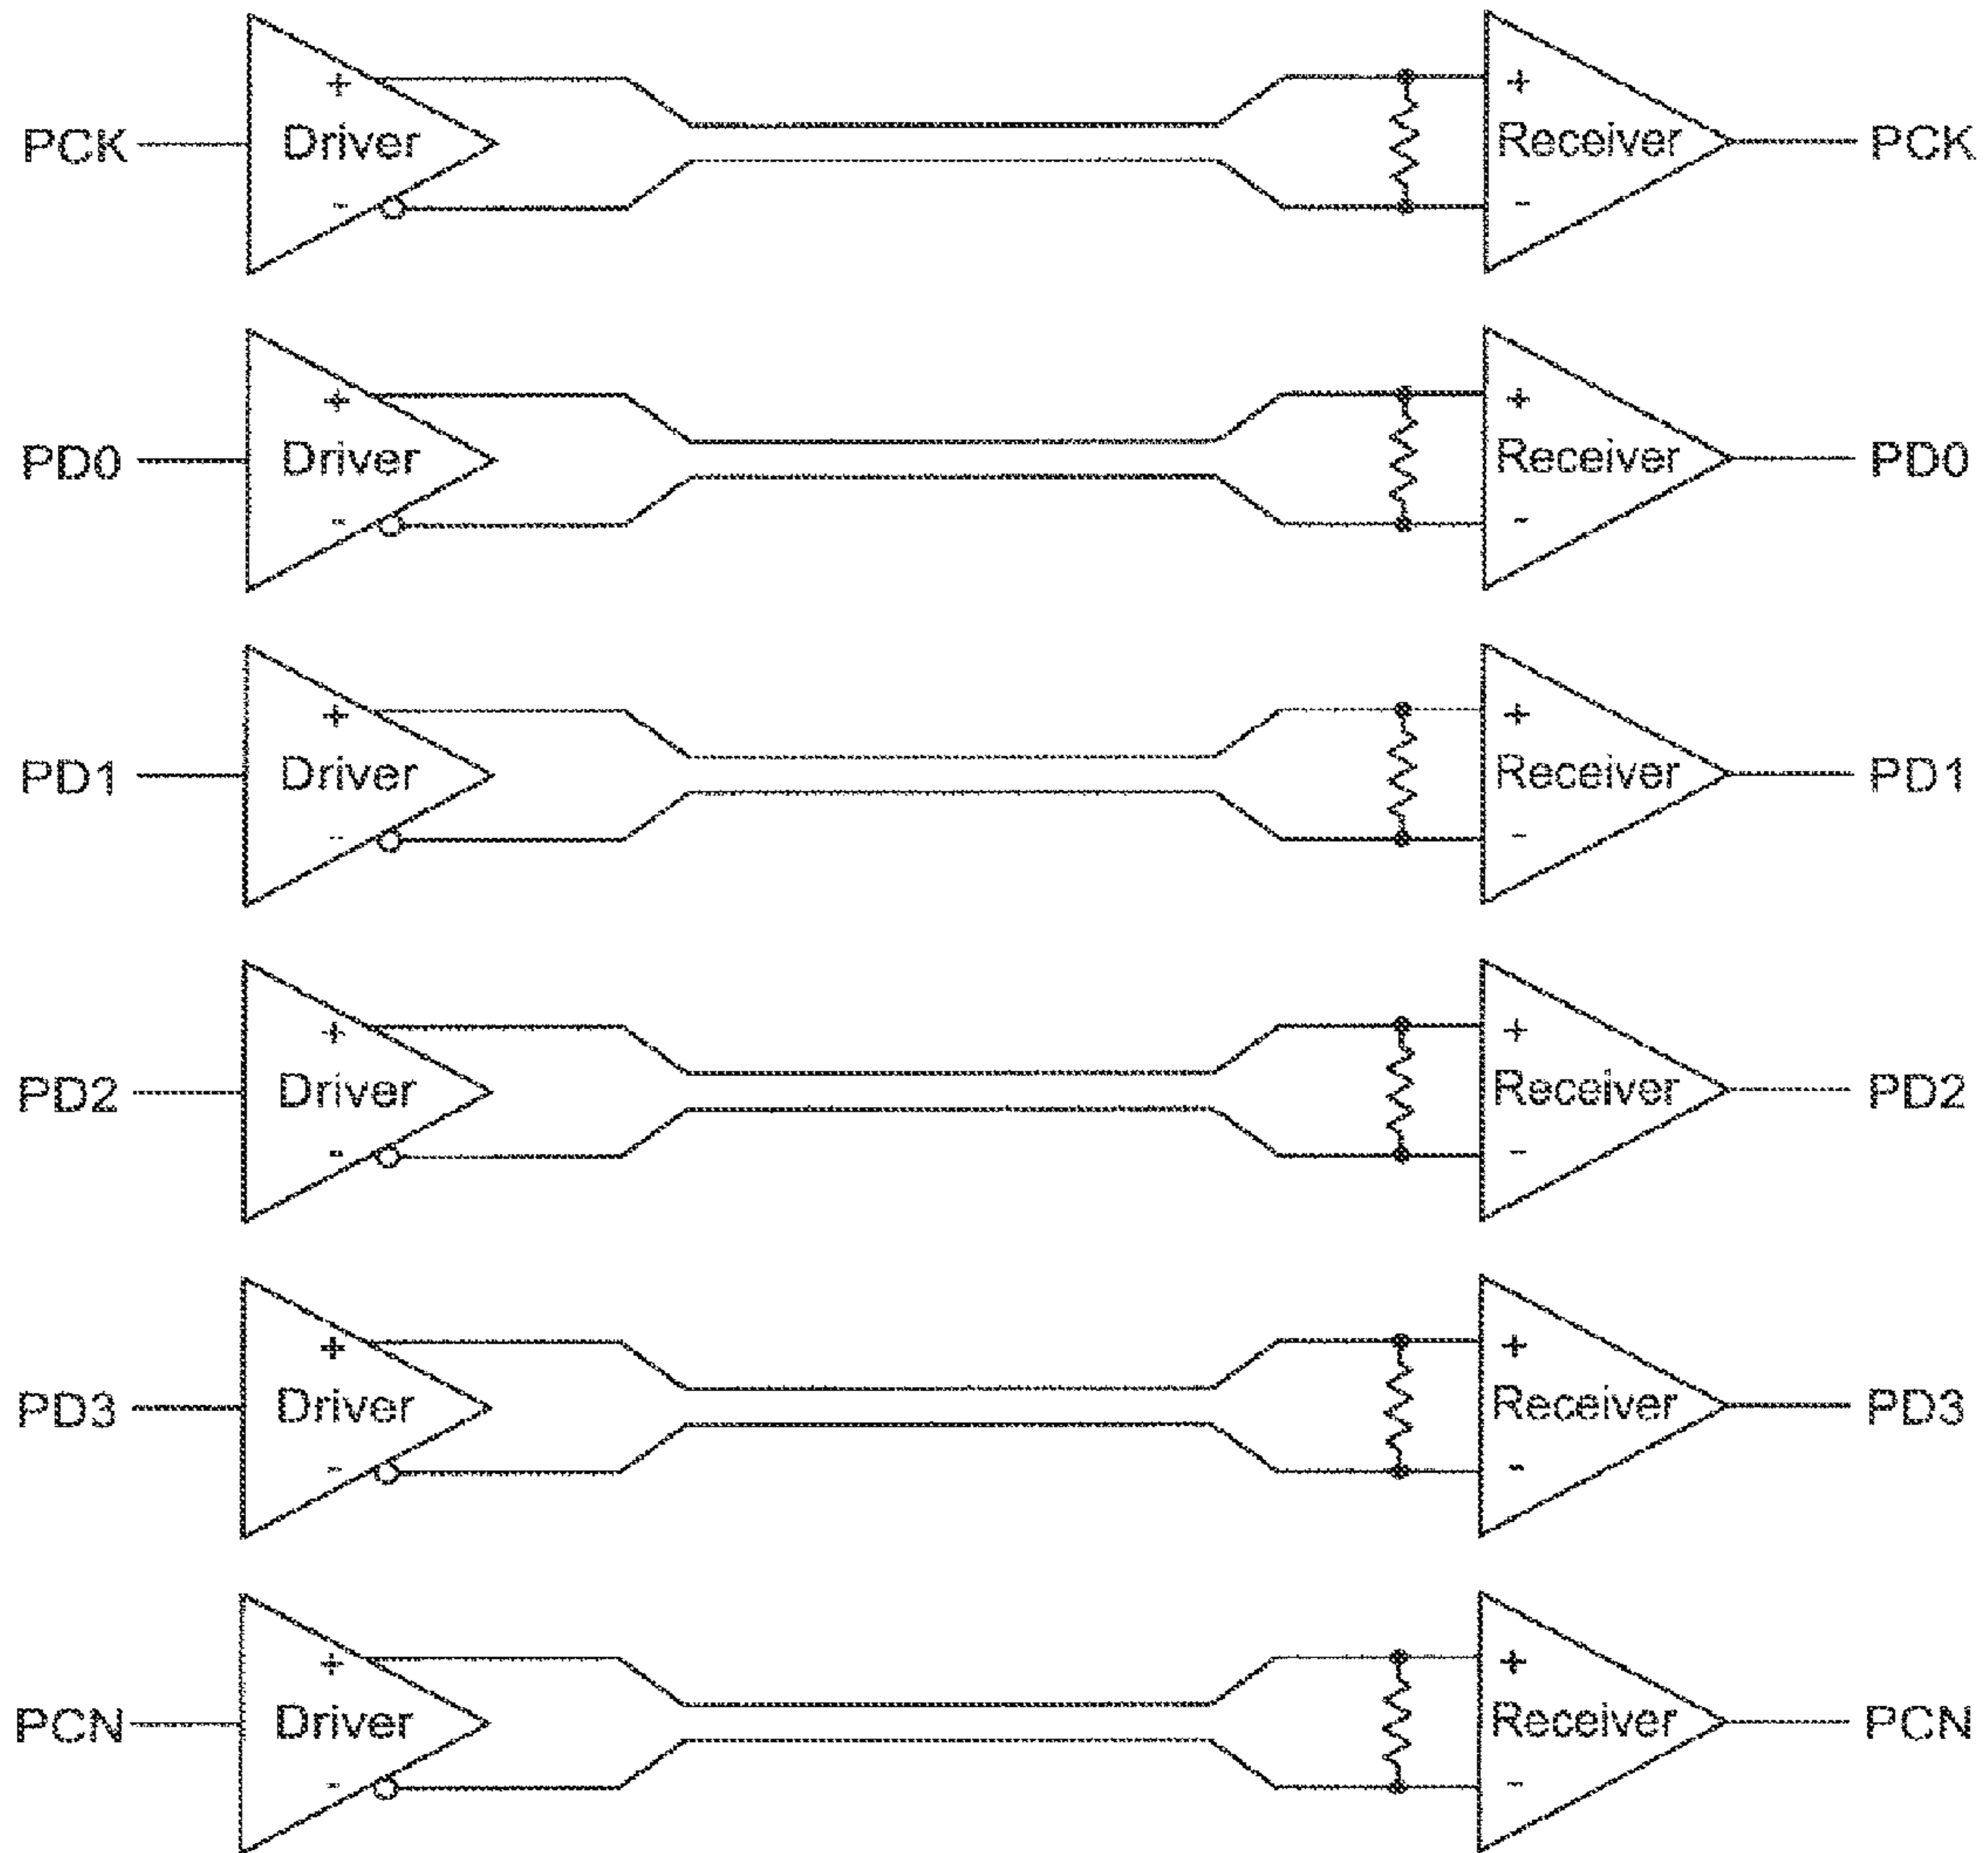 PCK Driver + - Receiver + - PCK
PD0 Driver + - Receiver + - PD0
PD1 Driver + - Receiver + - PD1
PD2 Driver + - Receiver + - PD2
PD3 Driver + - Receiver + - PD3
PCN Driver + - Receiver + - PCN